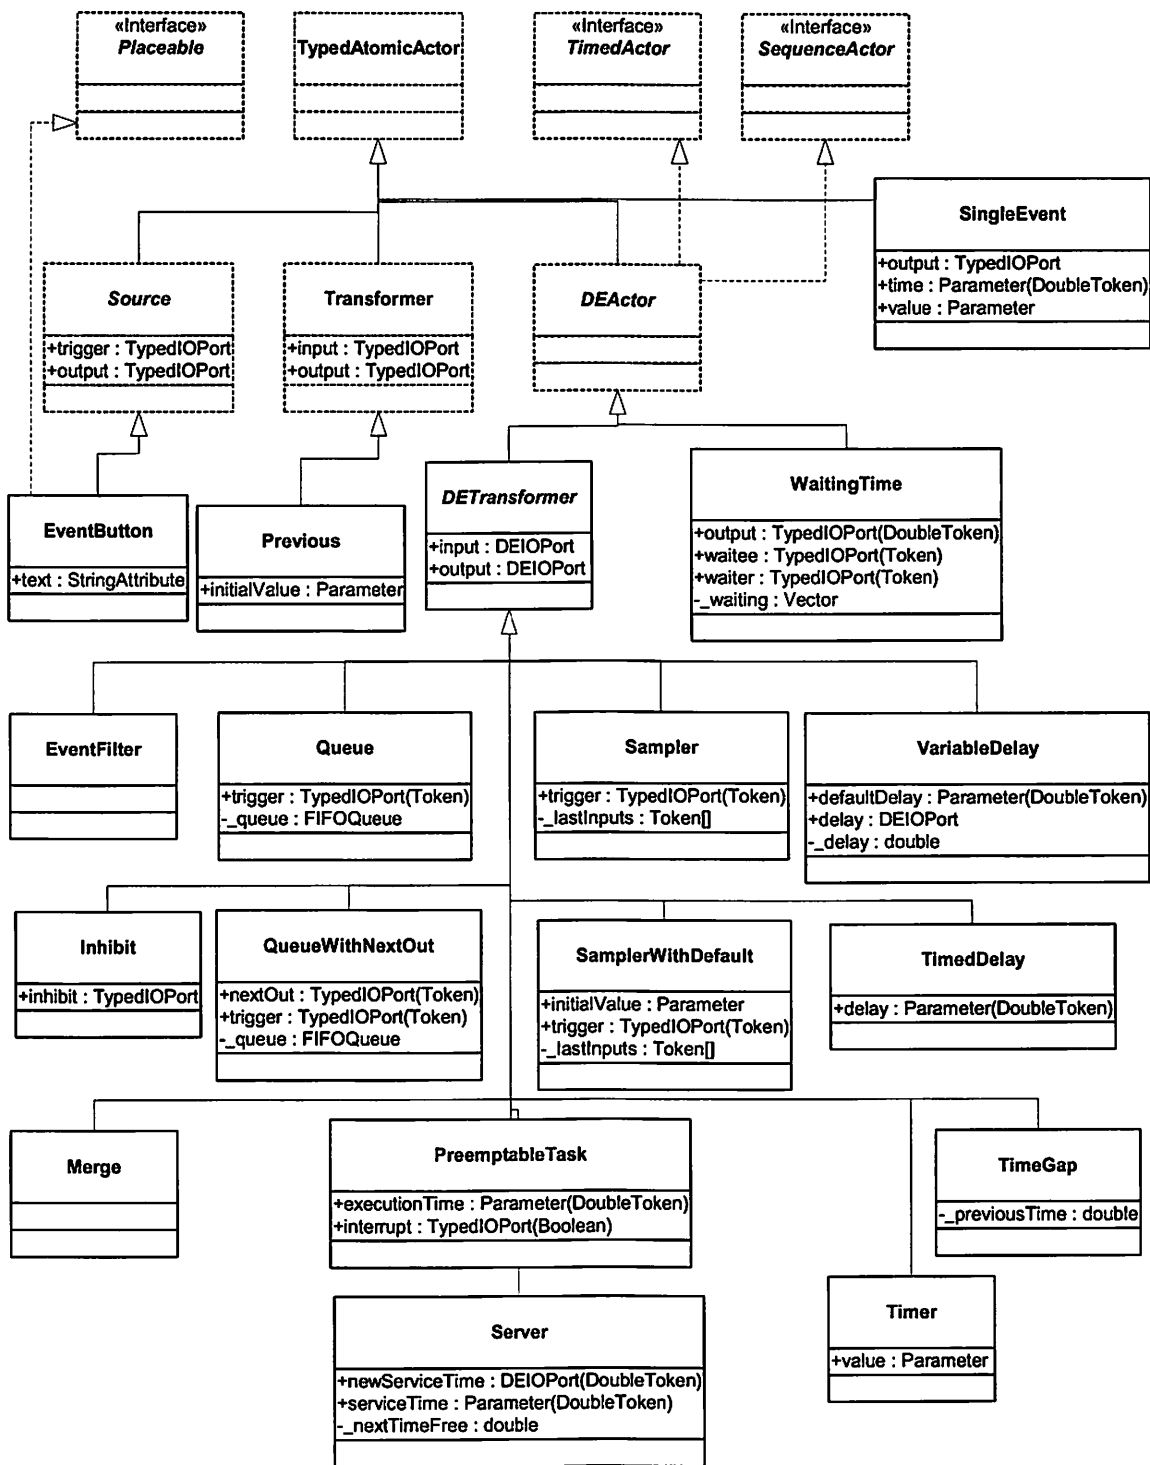 «Interface»
Placeable
TypedAtomicActor
«Interface»
TimedActor
«Interface»
SequenceActor
SingleEvent
+output : TypedIOPort
+time : Parameter(DoubleToken)
+value : Parameter
Source
+trigger : TypedIOPort
+output : TypedIOPort
Transformer
+input : TypedIOPort
+output : TypedIOPort
DEActor
EventButton
+text : StringAttribute
Previous
+initialValue : Parameter
DETransformer
+input : DEIOPort
+output : DEIOPort
WaitingTime
+output : TypedIOPort(DoubleToken)
+waitee : TypedIOPort(Token)
+waiter : TypedIOPort(Token)
-_waiting : Vector
EventFilter
Queue
+trigger : TypedIOPort(Token)
-_queue : FIFOQueue
Sampler
+trigger : TypedIOPort(Token)
-_lastInputs : Token[]
VariableDelay
+defaultDelay : Parameter(DoubleToken)
+delay : DEIOPort
-_delay : double
Inhibit
+inhibit : TypedIOPort
QueueWithNextOut
+nextOut : TypedIOPort(Token)
+trigger : TypedIOPort(Token)
-_queue : FIFOQueue
SamplerWithDefault
+initialValue : Parameter
+trigger : TypedIOPort(Token)
-_lastInputs : Token[]
TimedDelay
+delay : Parameter(DoubleToken)
Merge
PreemptableTask
+executionTime : Parameter(DoubleToken)
+interrupt : TypedIOPort(Boolean)
TimeGap
-_previousTime : double
Server
+newServiceTime : DEIOPort(DoubleToken)
+serviceTime : Parameter(DoubleToken)
-_nextTimeFree : double
Timer
+value : Parameter